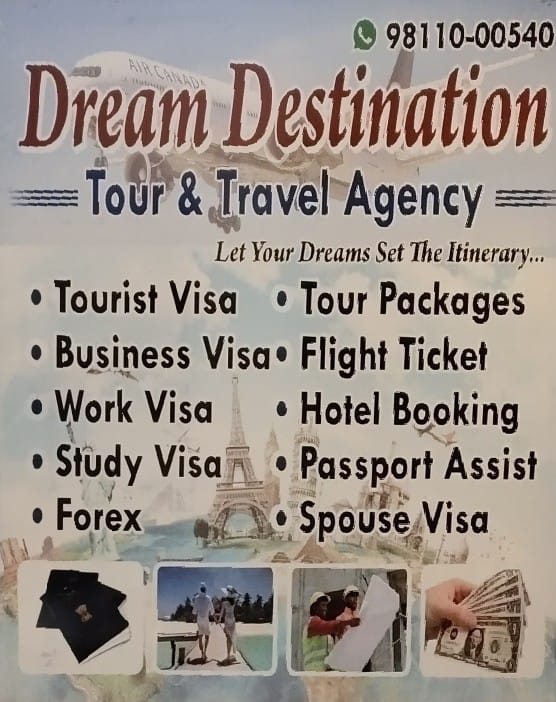 98110-00540
AIR CANADA
Dream Destination
Tour & Travel Agency
Let Your Dreams Set The Itinerary...
• Tourist Visa • Tour Packages
• Business Visa • Flight Ticket
• Work Visa • Hotel Booking
• Study Visa • Passport Assist
• Forex • Spouse Visa